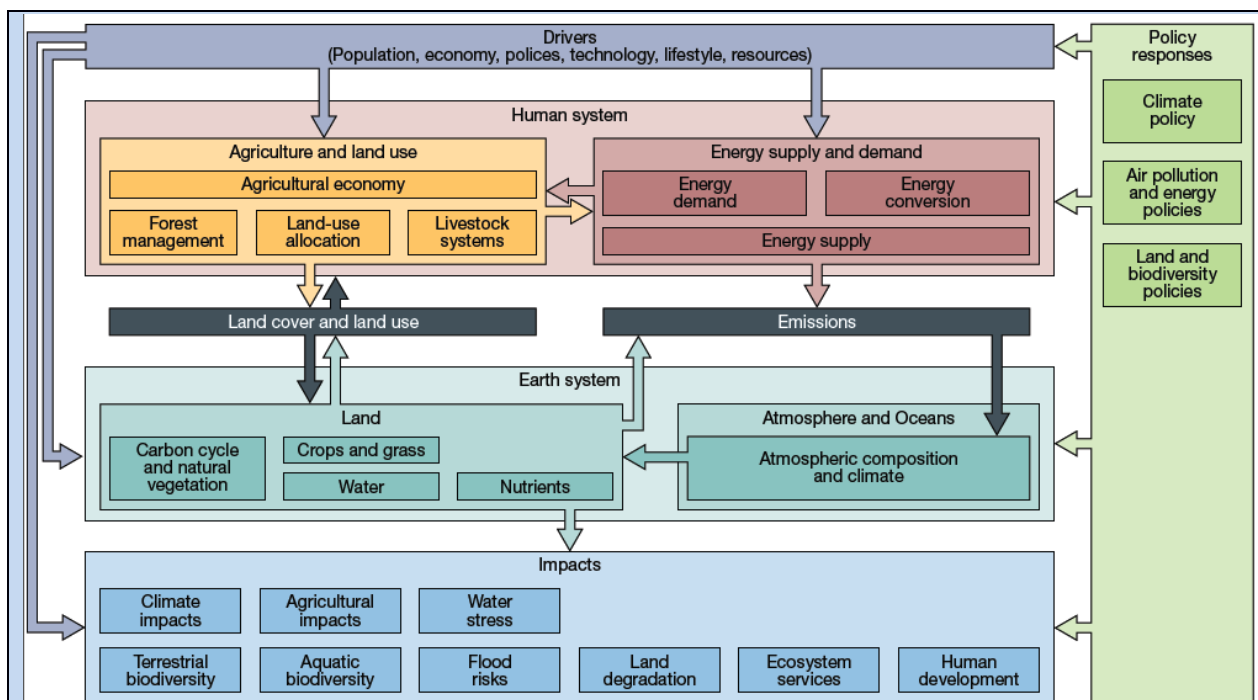 Drivers
(Population, economy, polices, technology, lifestyle, resources)
Policy
responses
Climate
policy
Air pollution
and energy
policies
Land and
biodiversity
policies
Human system
Agriculture and land use
Agricultural economy
Forest
management
Land-use
allocation
Livestock
systems
Energy supply and demand
Energy
demand
Energy
conversion
Energy supply
Land cover and land use
Emissions
Earth system
Land
Carbon cycle
and natural
vegetation
Crops and grass
Water
Nutrients
Atmosphere and Oceans
Atmospheric composition
and climate
Impacts
Climate
impacts
Agricultural
impacts
Water
stress
Terrestrial
biodiversity
Aquatic
biodiversity
Flood
risks
Land
degradation
Ecosystem
services
Human
development